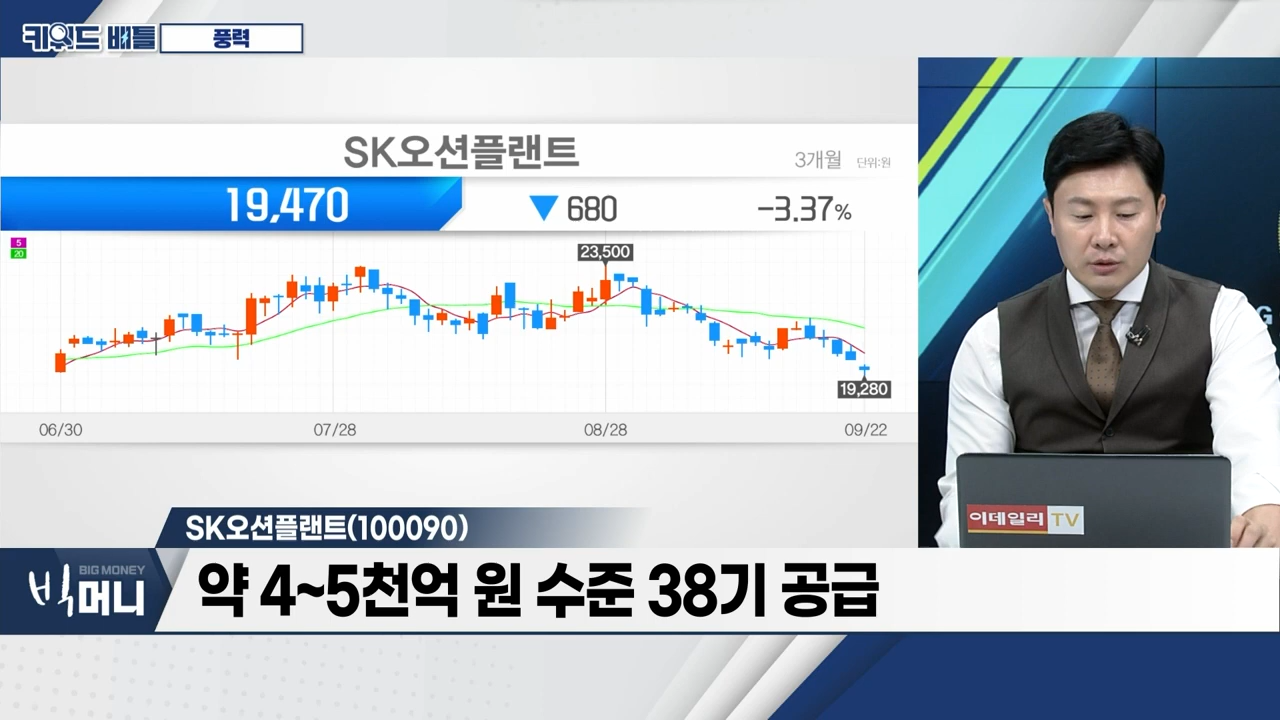 키워드 배틀 풍력
SK오션플랜트
3개월 단위:원
19,470 ▼ 680 -3.37%
5
20
23,500
19,280
06/30 07/28 08/28 09/22
이데일리 TV
SK오션플랜트(100090)
빅머니 BIG MONEY
약 4~5천억 원 수준 38기 공급